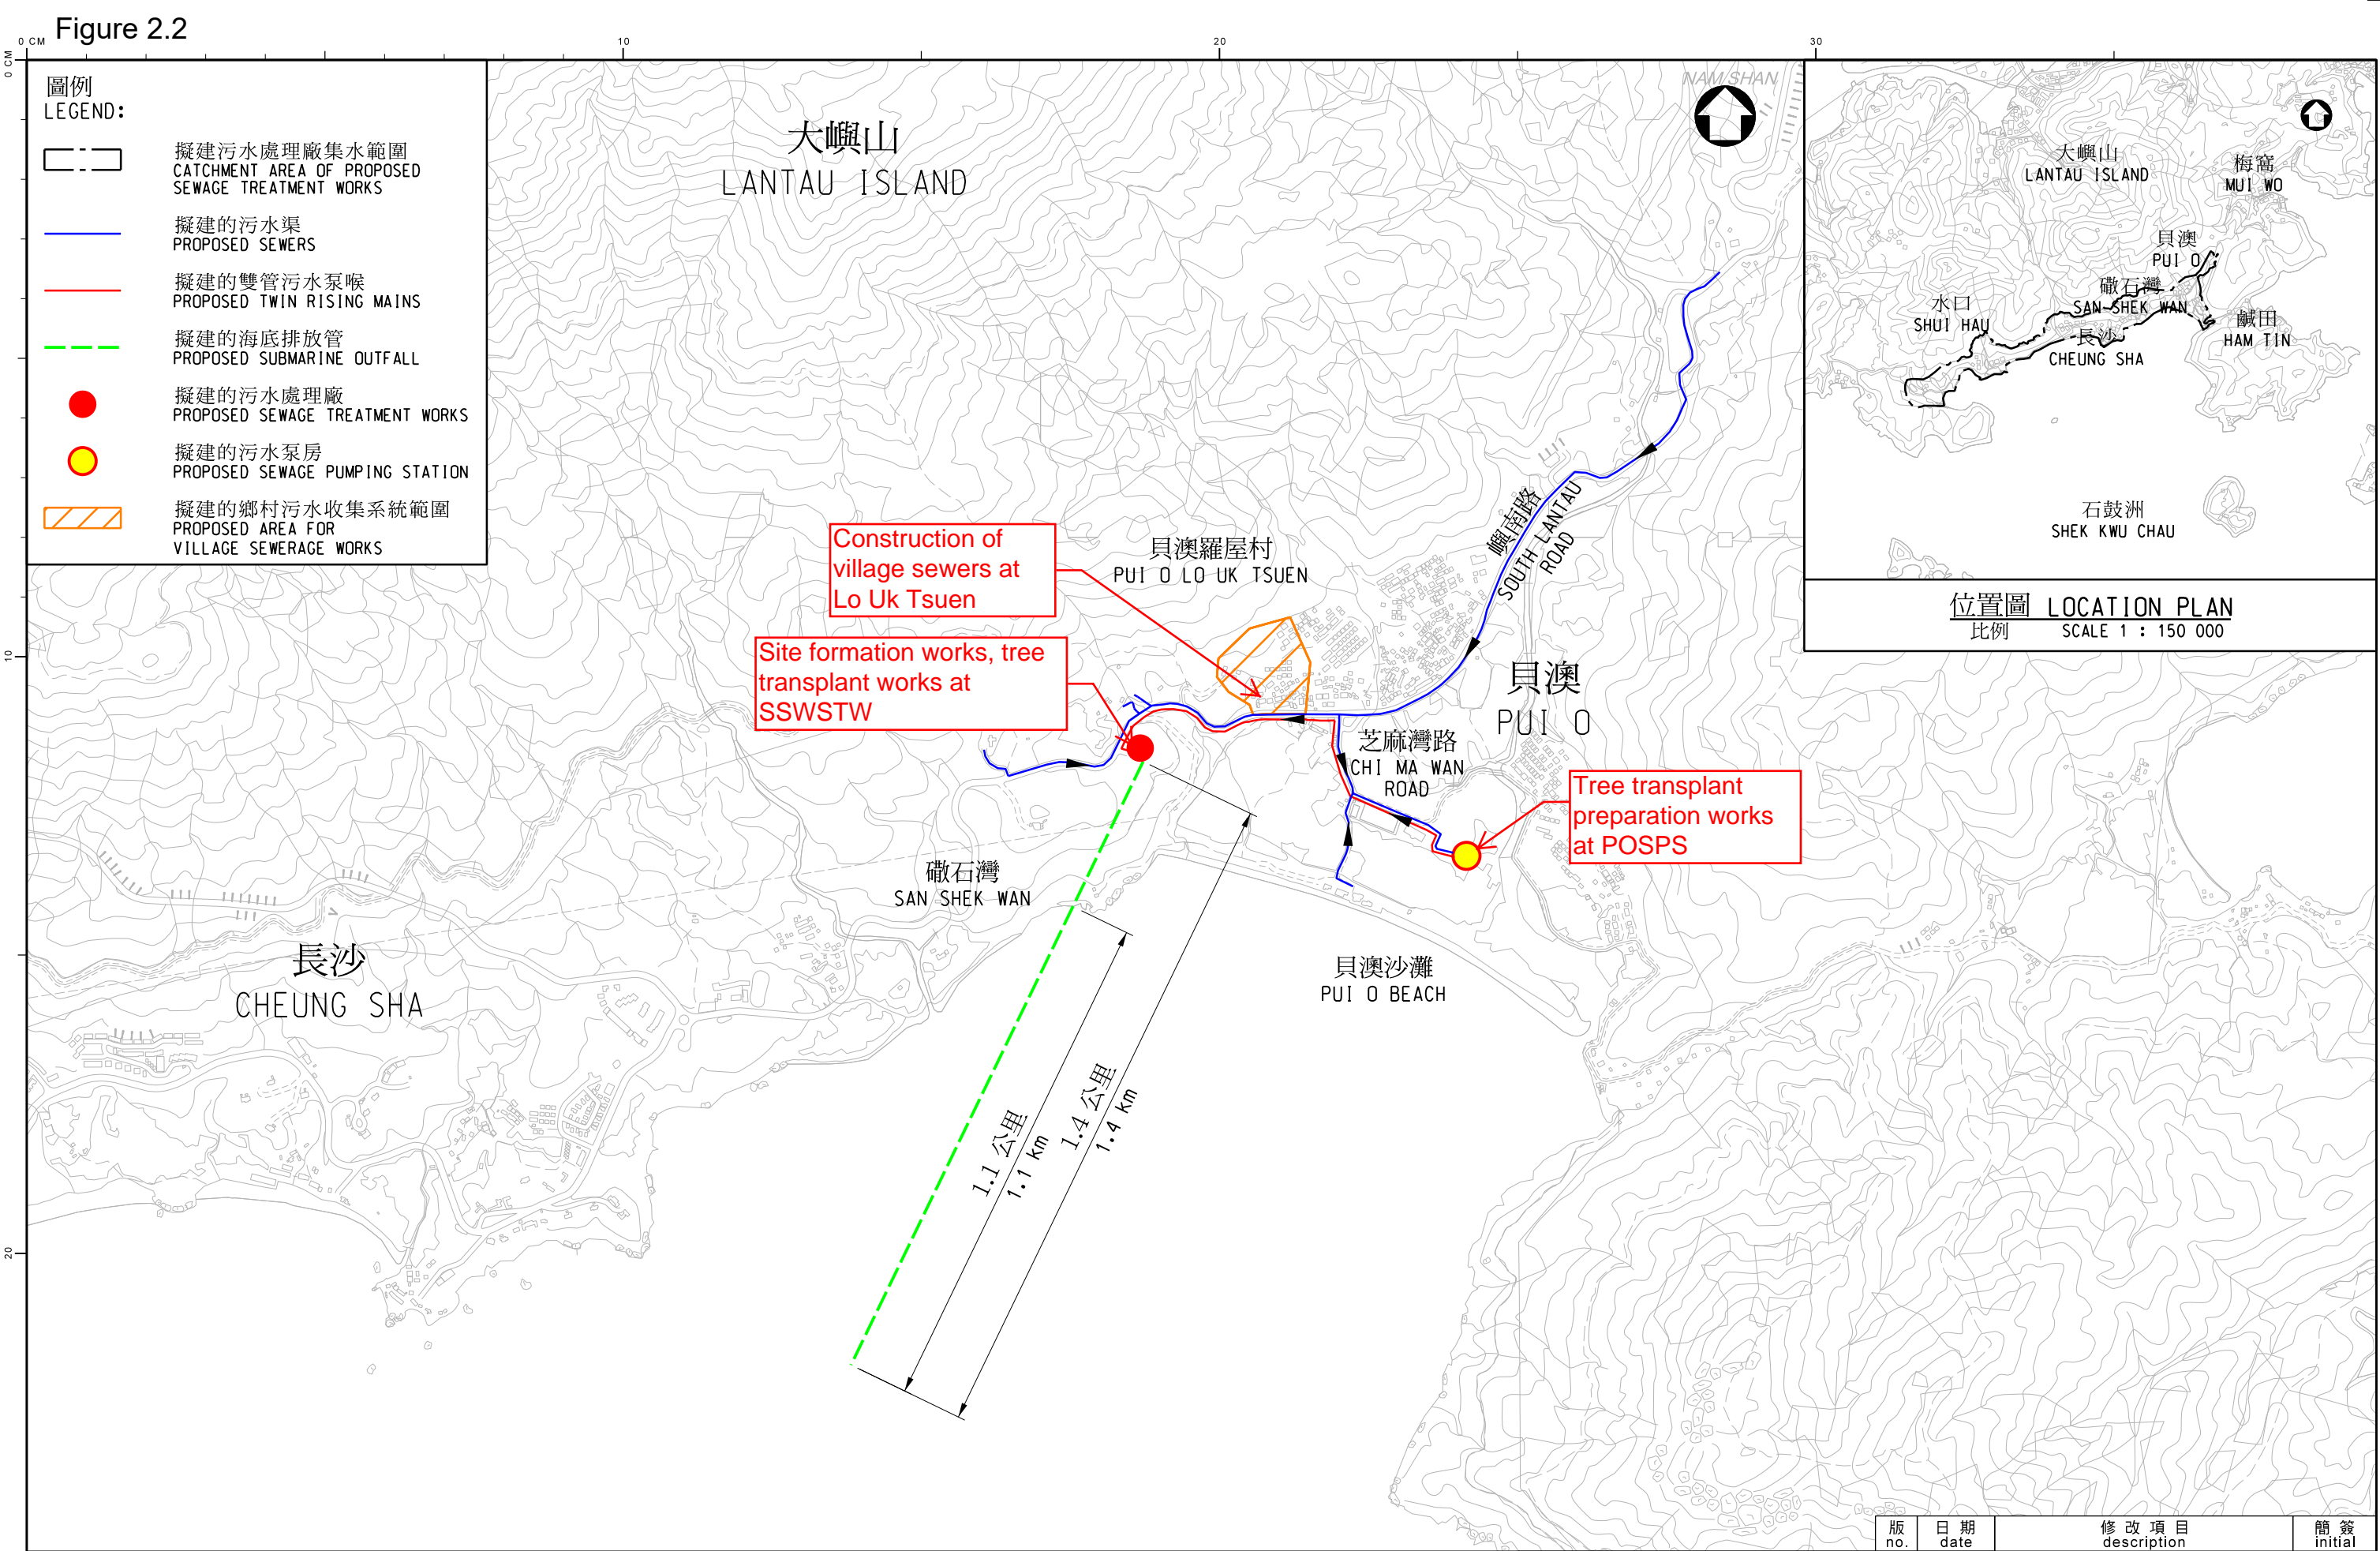 Figure 2.2
0 CM
10
20
30
0 CM
10
20
圖例
LEGEND:
擬建污水處理廠集水範圍
CATCHMENT AREA OF PROPOSED
SEWAGE TREATMENT WORKS
擬建的污水渠
PROPOSED SEWERS
擬建的雙管污水泵喉
PROPOSED TWIN RISING MAINS
擬建的海底排放管
PROPOSED SUBMARINE OUTFALL
擬建的污水處理廠
PROPOSED SEWAGE TREATMENT WORKS
擬建的污水泵房
PROPOSED SEWAGE PUMPING STATION
擬建的鄉村污水收集系統範圍
PROPOSED AREA FOR
VILLAGE SEWERAGE WORKS
大嶼山
LANTAU ISLAND
NAM SHAN
Construction of
village sewers at
Lo Uk Tsuen
貝澳羅屋村
PUI O LO UK TSUEN
嶼南路
SOUTH LANTAU
ROAD
Site formation works, tree
transplant works at
SSWSTW
貝澳
PUI O
芝麻灣路
CHI MA WAN
ROAD
Tree transplant
preparation works
at POSPS
磡石灣
SAN SHEK WAN
長沙
CHEUNG SHA
貝澳沙灘
PUI O BEACH
1.1 公里
1.1 km
1.4 公里
1.4 km
大嶼山
LANTAU ISLAND
梅窩
MUI WO
貝澳
PUI O
磡石灣
SAN SHEK WAN
水口
SHUI HAU
鹹田
HAM TIN
長沙
CHEUNG SHA
石鼓洲
SHEK KWU CHAU
位置圖 LOCATION PLAN
比例 SCALE 1 : 150 000
版 日期 修改項目 簡簽
no. date description initial